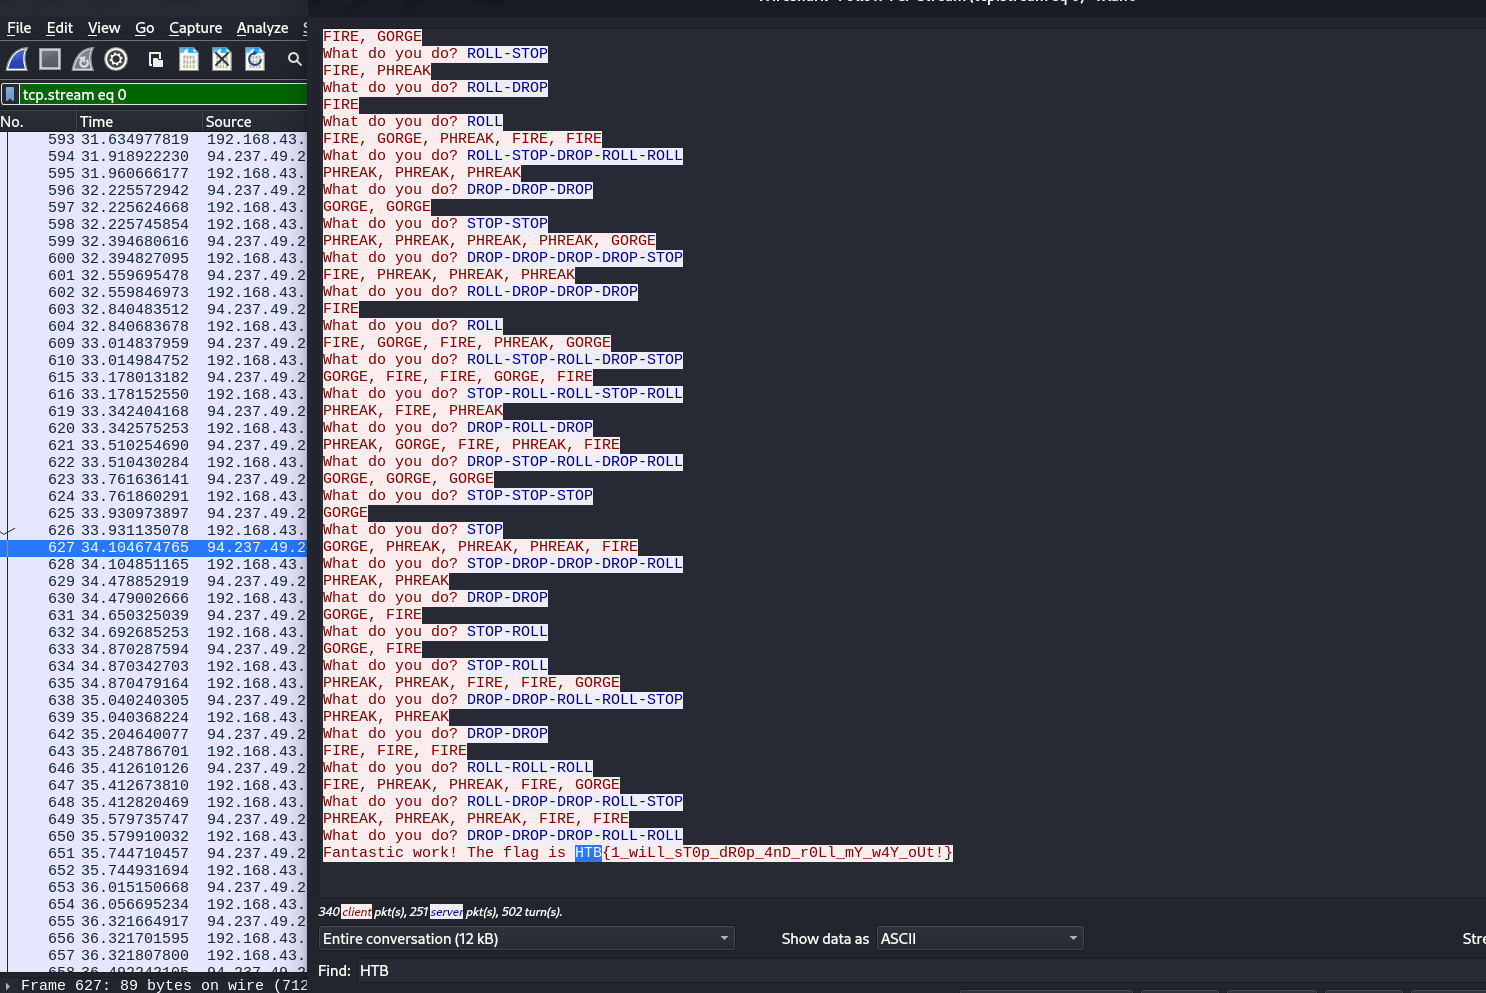 File Edit View Go Capture Analyze
tcp.stream eq 0
No. Time Source
593 31.634977819 192.168.43.
594 31.918922230 94.237.49.2
595 31.960666177 192.168.43.
596 32.225572942 94.237.49.2
597 32.225624668 192.168.43.
598 32.225745854 192.168.43.
599 32.394680616 94.237.49.2
600 32.394827095 192.168.43.
601 32.559695478 94.237.49.2
602 32.559846973 192.168.43.
603 32.840483512 94.237.49.2
604 32.840683678 192.168.43.
609 33.014837959 94.237.49.2
610 33.014984752 192.168.43.
615 33.178013182 94.237.49.2
616 33.178152550 192.168.43.
619 33.342404168 94.237.49.2
620 33.342575253 192.168.43.
621 33.510254690 94.237.49.2
622 33.510430284 192.168.43.
623 33.761636141 94.237.49.2
624 33.761860291 192.168.43.
625 33.930973897 94.237.49.2
626 33.931135078 192.168.43.
627 34.104674765 94.237.49.2
628 34.104851165 192.168.43.
629 34.478852919 94.237.49.2
630 34.479002666 192.168.43.
631 34.650325039 94.237.49.2
632 34.692685253 192.168.43.
633 34.870287594 94.237.49.2
634 34.870342703 192.168.43.
635 34.870479164 192.168.43.
638 35.040240305 94.237.49.2
639 35.040368224 192.168.43.
642 35.204640077 94.237.49.2
643 35.248786701 192.168.43.
646 35.412610126 94.237.49.2
647 35.412673810 192.168.43.
648 35.412820469 192.168.43.
649 35.579735747 94.237.49.2
650 35.579910032 192.168.43.
651 35.744710457 94.237.49.2
652 35.744931694 192.168.43.
653 36.015150668 94.237.49.2
654 36.056695234 192.168.43.
655 36.321664917 94.237.49.2
656 36.321701595 192.168.43.
657 36.321807800 192.168.43.
658 36.492242105 94.237.49.2
Frame 627: 89 bytes on wire (712
FIRE, GORGE
What do you do? ROLL-STOP
FIRE, PHREAK
What do you do? ROLL-DROP
FIRE
What do you do? ROLL
FIRE, GORGE, PHREAK, FIRE, FIRE
What do you do? ROLL-STOP-DROP-ROLL-ROLL
PHREAK, PHREAK, PHREAK
What do you do? DROP-DROP-DROP
GORGE, GORGE
What do you do? STOP-STOP
PHREAK, PHREAK, PHREAK, PHREAK, GORGE
What do you do? DROP-DROP-DROP-DROP-STOP
FIRE, PHREAK, PHREAK, PHREAK
What do you do? ROLL-DROP-DROP-DROP
FIRE
What do you do? ROLL
FIRE, GORGE, FIRE, PHREAK, GORGE
What do you do? ROLL-STOP-ROLL-DROP-STOP
GORGE, FIRE, FIRE, GORGE, FIRE
What do you do? STOP-ROLL-ROLL-STOP-ROLL
PHREAK, FIRE, PHREAK
What do you do? DROP-ROLL-DROP
PHREAK, GORGE, FIRE, PHREAK, FIRE
What do you do? DROP-STOP-ROLL-DROP-ROLL
GORGE, GORGE, GORGE
What do you do? STOP-STOP-STOP
GORGE
What do you do? STOP
GORGE, PHREAK, PHREAK, PHREAK, FIRE
What do you do? STOP-DROP-DROP-DROP-ROLL
PHREAK, PHREAK
What do you do? DROP-DROP
GORGE, FIRE
What do you do? STOP-ROLL
GORGE, FIRE
What do you do? STOP-ROLL
PHREAK, PHREAK, FIRE, FIRE, GORGE
What do you do? DROP-DROP-ROLL-ROLL-STOP
PHREAK, PHREAK
What do you do? DROP-DROP
FIRE, FIRE, FIRE
What do you do? ROLL-ROLL-ROLL
FIRE, PHREAK, PHREAK, FIRE, GORGE
What do you do? ROLL-DROP-DROP-ROLL-STOP
PHREAK, PHREAK, PHREAK, FIRE, FIRE
What do you do? DROP-DROP-DROP-ROLL-ROLL
Fantastic work! The flag is HTB{1_wiLl_sT0p_dR0p_4nD_r0Ll_mY_w4Y_oUt!}
340 client pkt(s), 251 server pkt(s), 502 turn(s).
Entire conversation (12 kB) Show data as ASCII Stre
Find: HTB